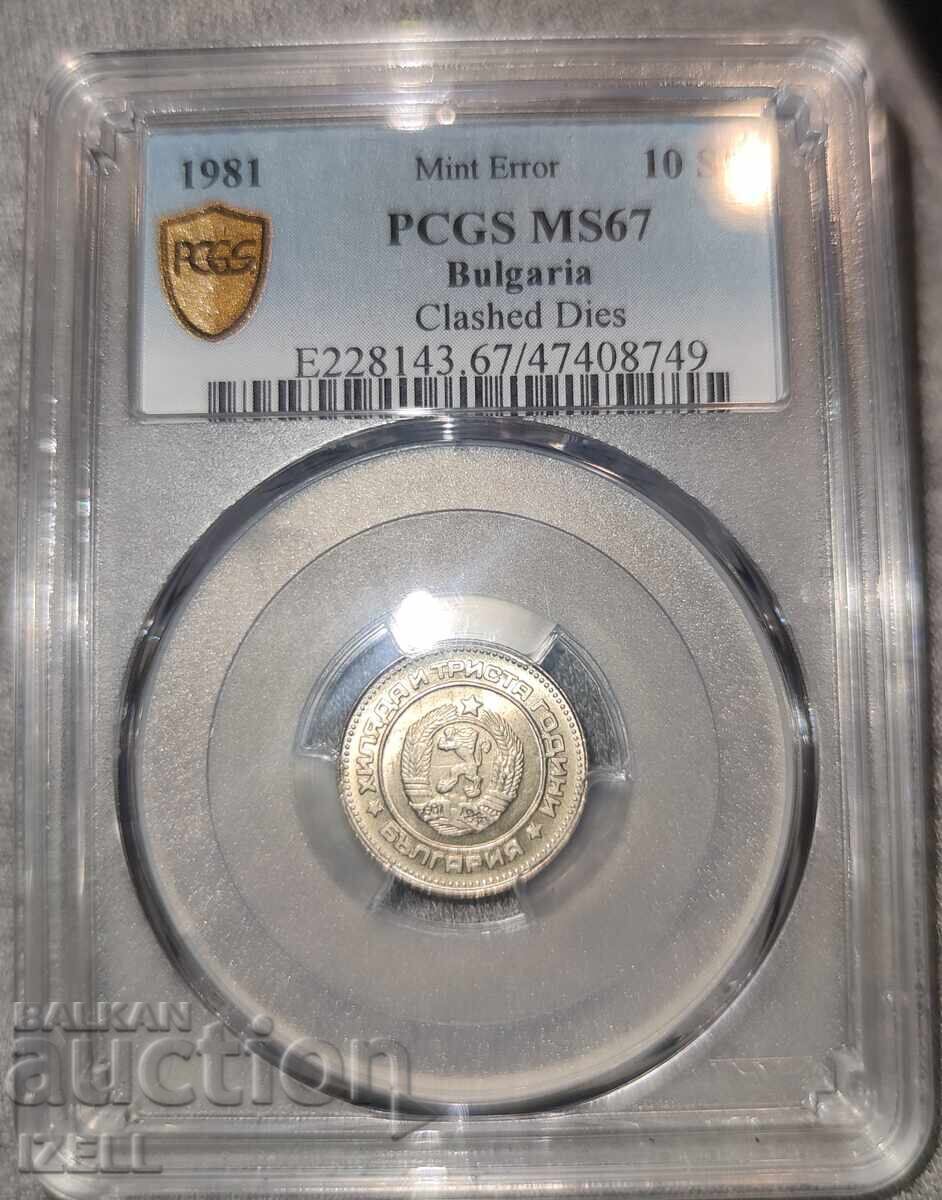 1981 Mint Error 10 S
PCGS
PCGS MS67
Bulgaria
Clashed Dies
E228143.67/47408749
ХИЛЯДА И ТРИСТА ГОДИНИ
БЪЛГАРИЯ
BALKAN
auction
IZELL